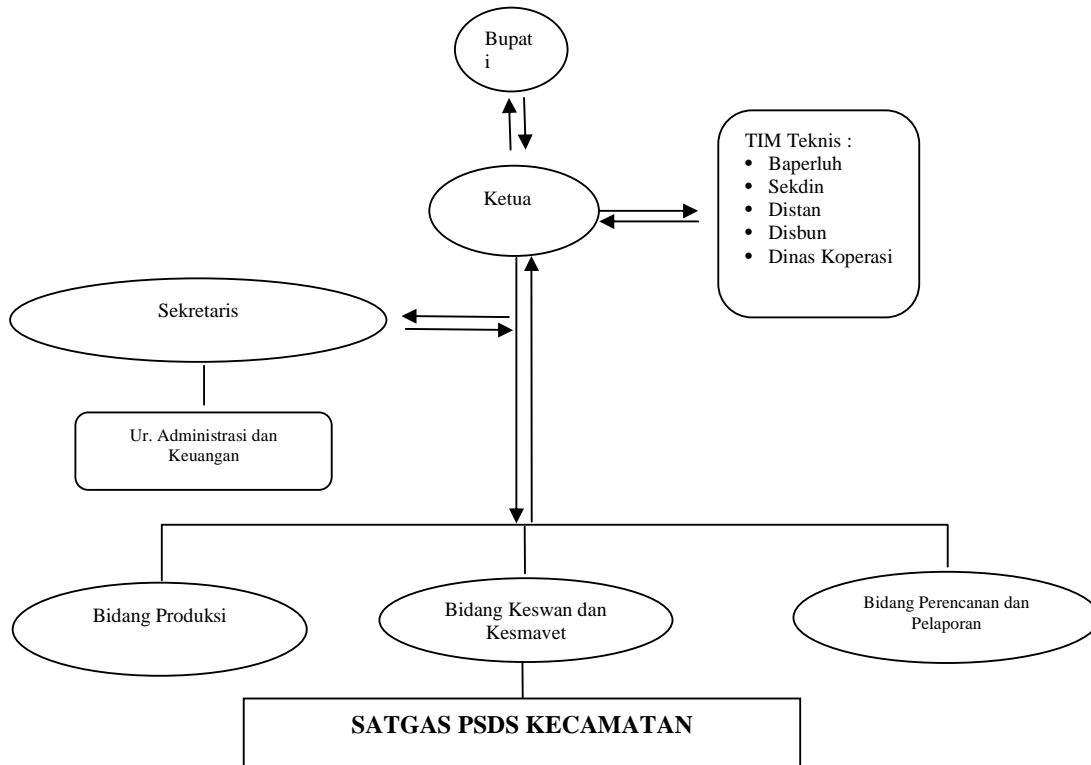 Bupat
i
Ketua
TIM Teknis :
• Baperluh
• Sekdin
• Distan
• Disbun
• Dinas Koperasi
Sekretaris
Ur. Administrasi dan
Keuangan
Bidang Produksi
Bidang Keswan dan
Kesmavet
Bidang Perencanan dan
Pelaporan
SATGAS PSDS KECAMATAN